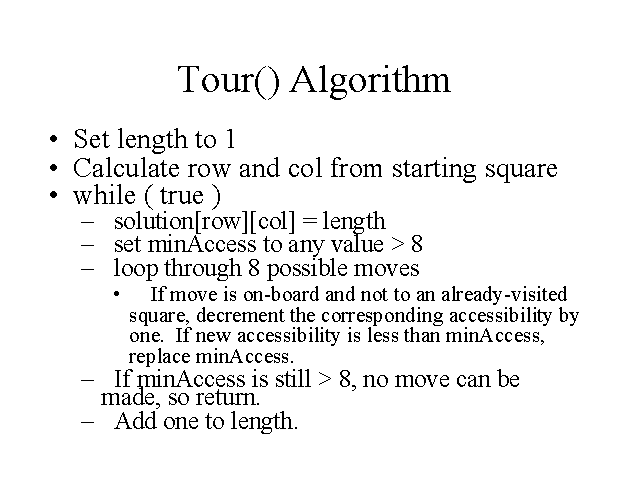 Tour() Algorithm
• Set length to 1
• Calculate row and col from starting square
• while ( true )
– solution[row][col] = length
– set minAccess to any value > 8
– loop through 8 possible moves
• If move is on-board and not to an already-visited
square, decrement the corresponding accessibility by
one. If new accessibility is less than minAccess,
replace minAccess.
– If minAccess is still > 8, no move can be
made, so return.
– Add one to length.